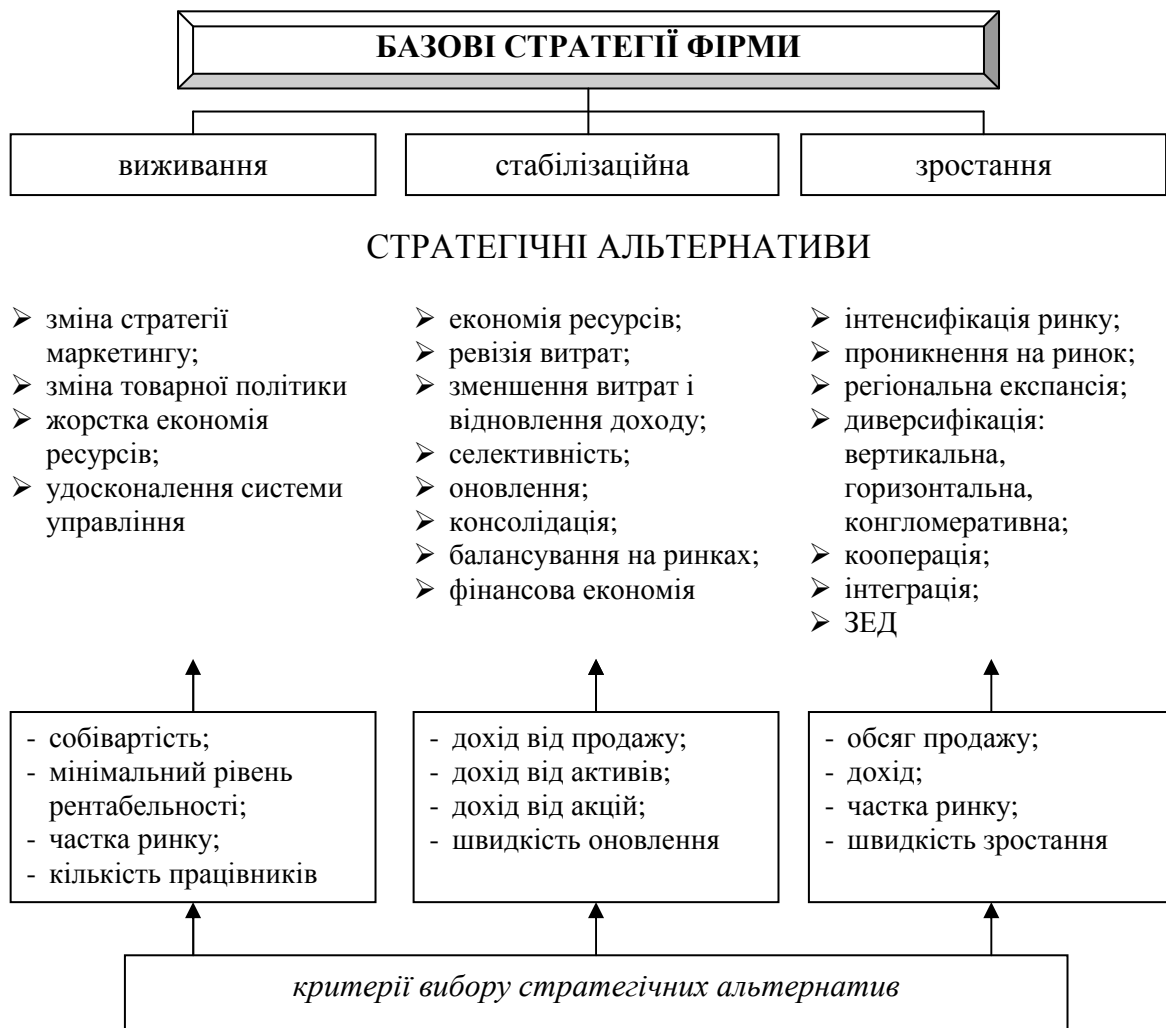 БАЗОВІ СТРАТЕГІЇ ФІРМИ
виживання
стабілізаційна
зростання
СТРАТЕГІЧНІ АЛЬТЕРНАТИВИ
➢ зміна стратегії
маркетингу;
➢ зміна товарної політики
➢ жорстка економія
ресурсів;
➢ удосконалення системи
управління
➢ економія ресурсів;
➢ ревізія витрат;
➢ зменшення витрат і
відновлення доходу;
➢ селективність;
➢ оновлення;
➢ консолідація;
➢ балансування на ринках;
➢ фінансова економія
➢ інтенсифікація ринку;
➢ проникнення на ринок;
➢ регіональна експансія;
➢ диверсифікація:
вертикальна,
горизонтальна,
конгломеративна;
➢ кооперація;
➢ інтеграція;
➢ ЗЕД
- собівартість;
- мінімальний рівень
рентабельності;
- частка ринку;
- кількість працівників
- дохід від продажу;
- дохід від активів;
- дохід від акцій;
- швидкість оновлення
- обсяг продажу;
- дохід;
- частка ринку;
- швидкість зростання
критерії вибору стратегічних альтернатив